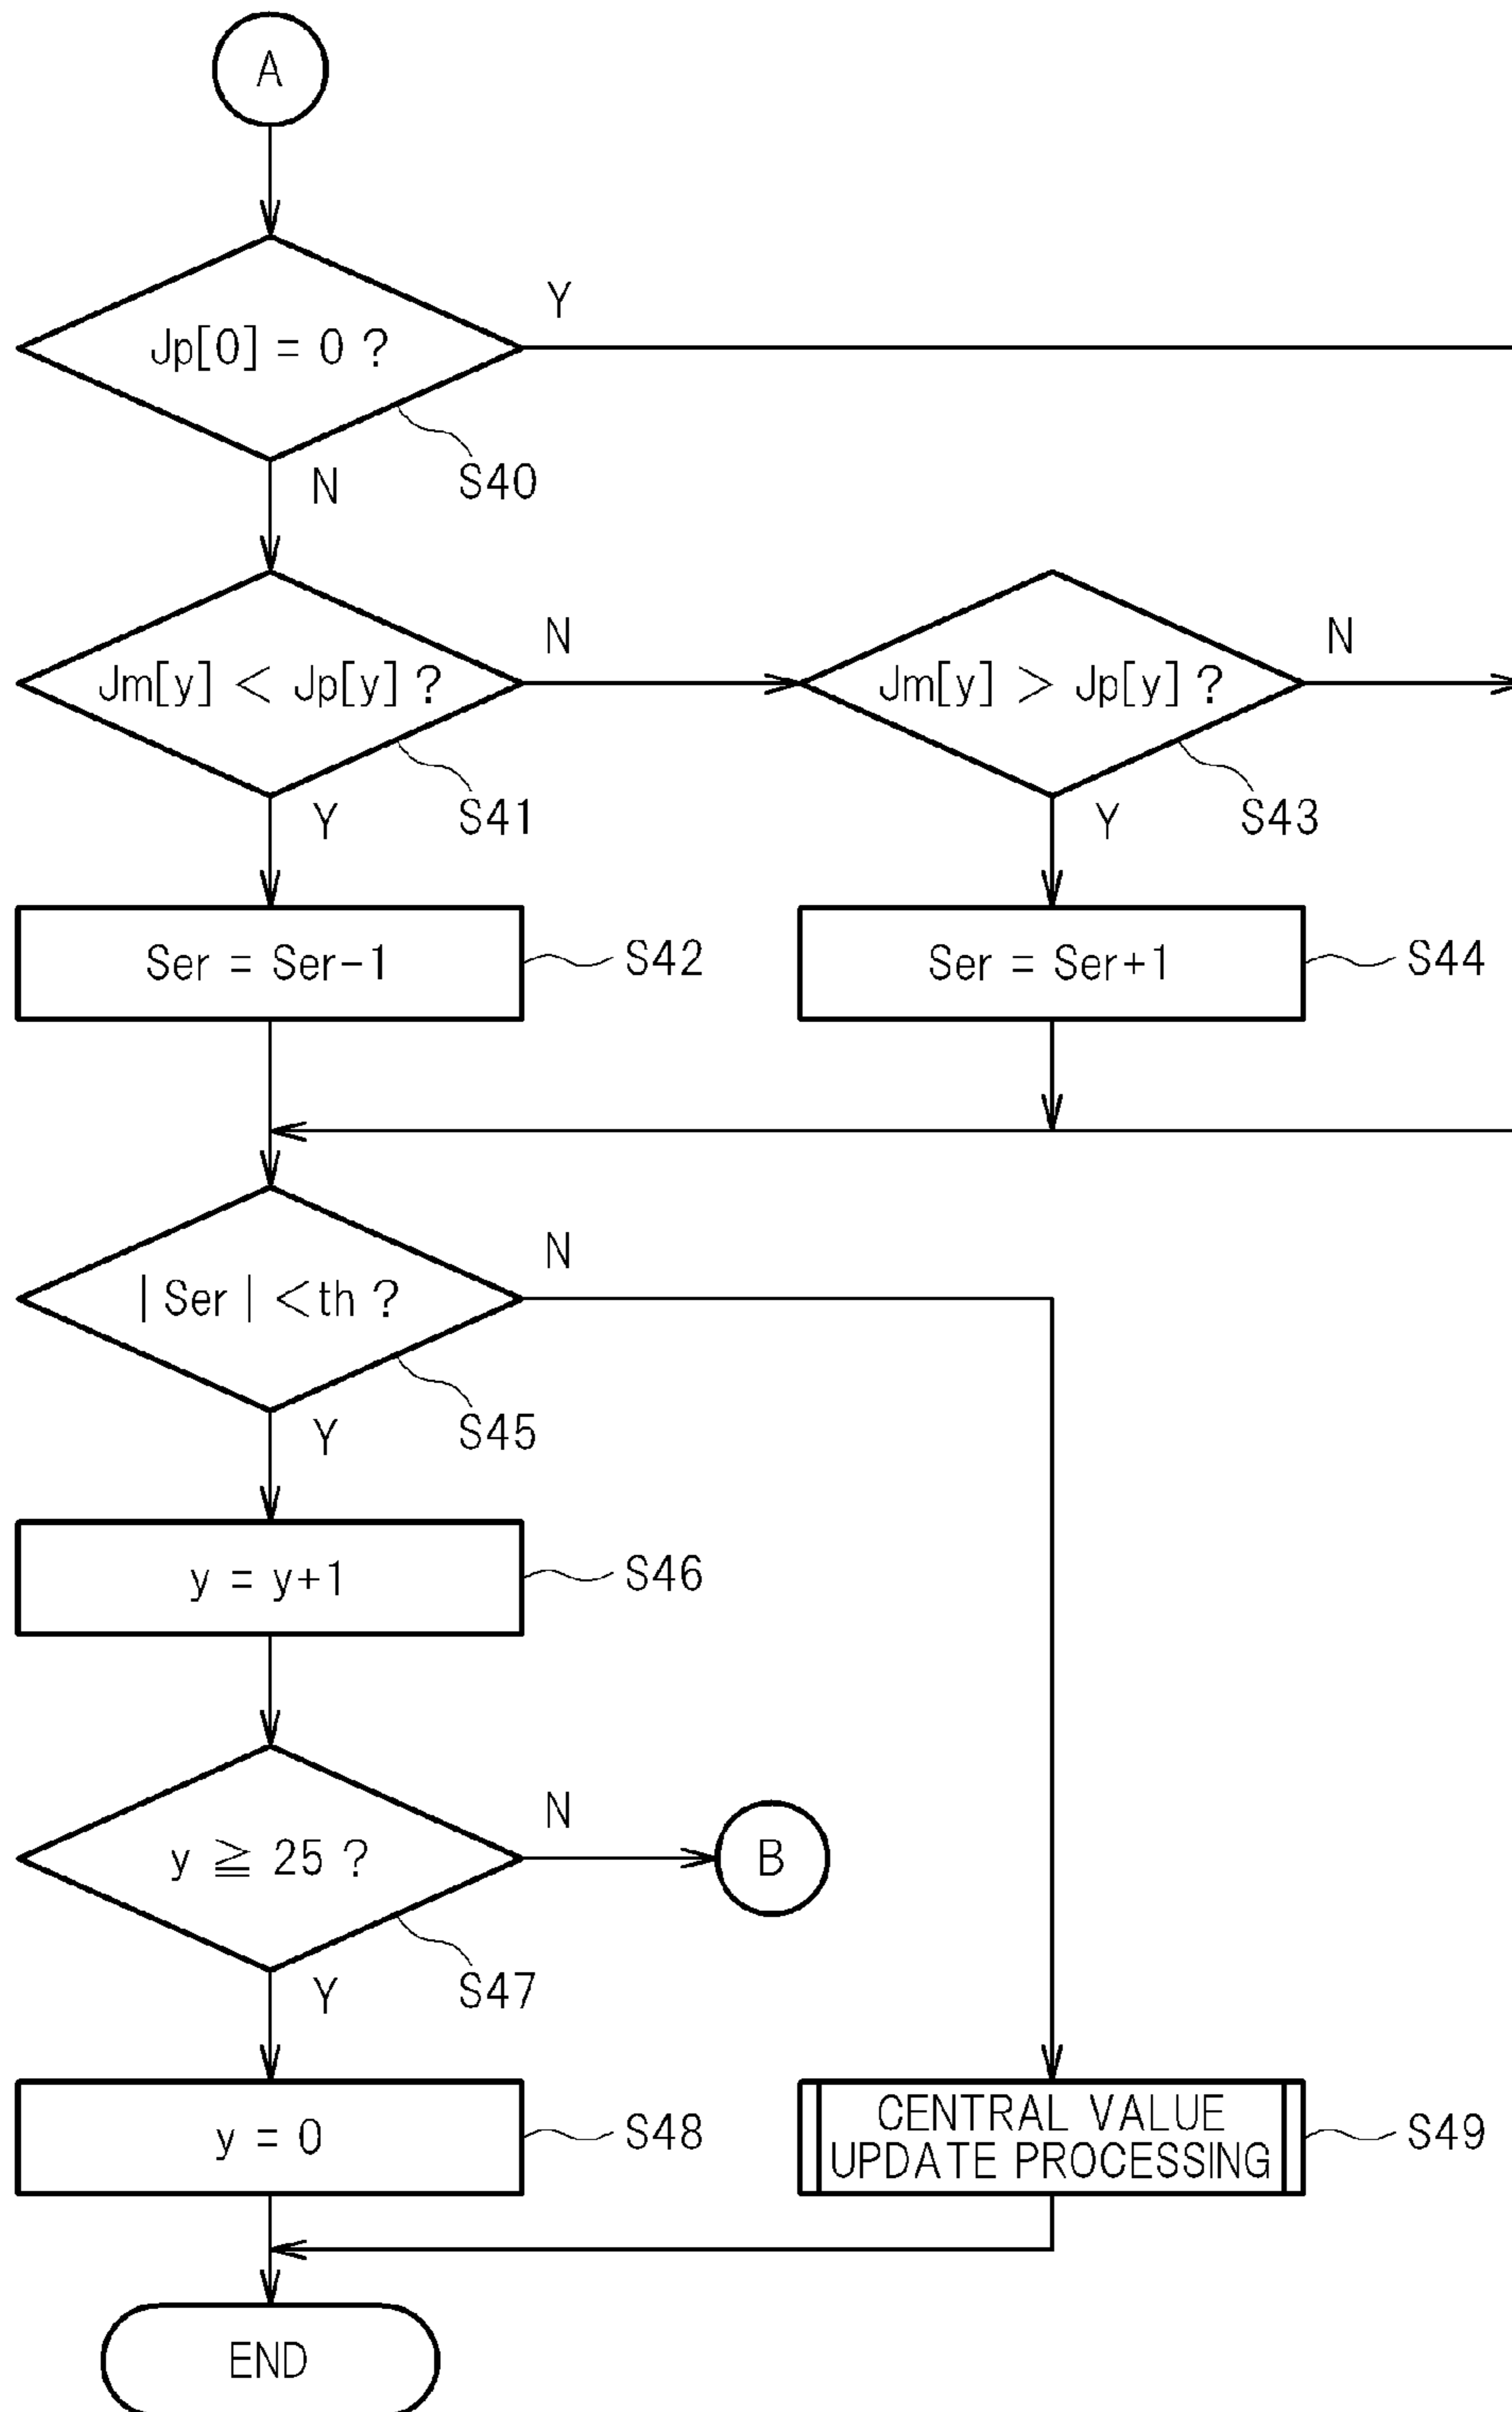 A
Jp[0] = 0 ?
Y
N
S40
Jm[y] < Jp[y] ?
N
Y
S41
Jm[y] > Jp[y] ?
N
Y
S43
Ser = Ser-1
S42
Ser = Ser+1
S44
| Ser | <th ?
N
Y
S45
y = y+1
S46
y ≧ 25 ?
N
B
Y
S47
y = 0
S48
CENTRAL VALUE
UPDATE PROCESSING
S49
END